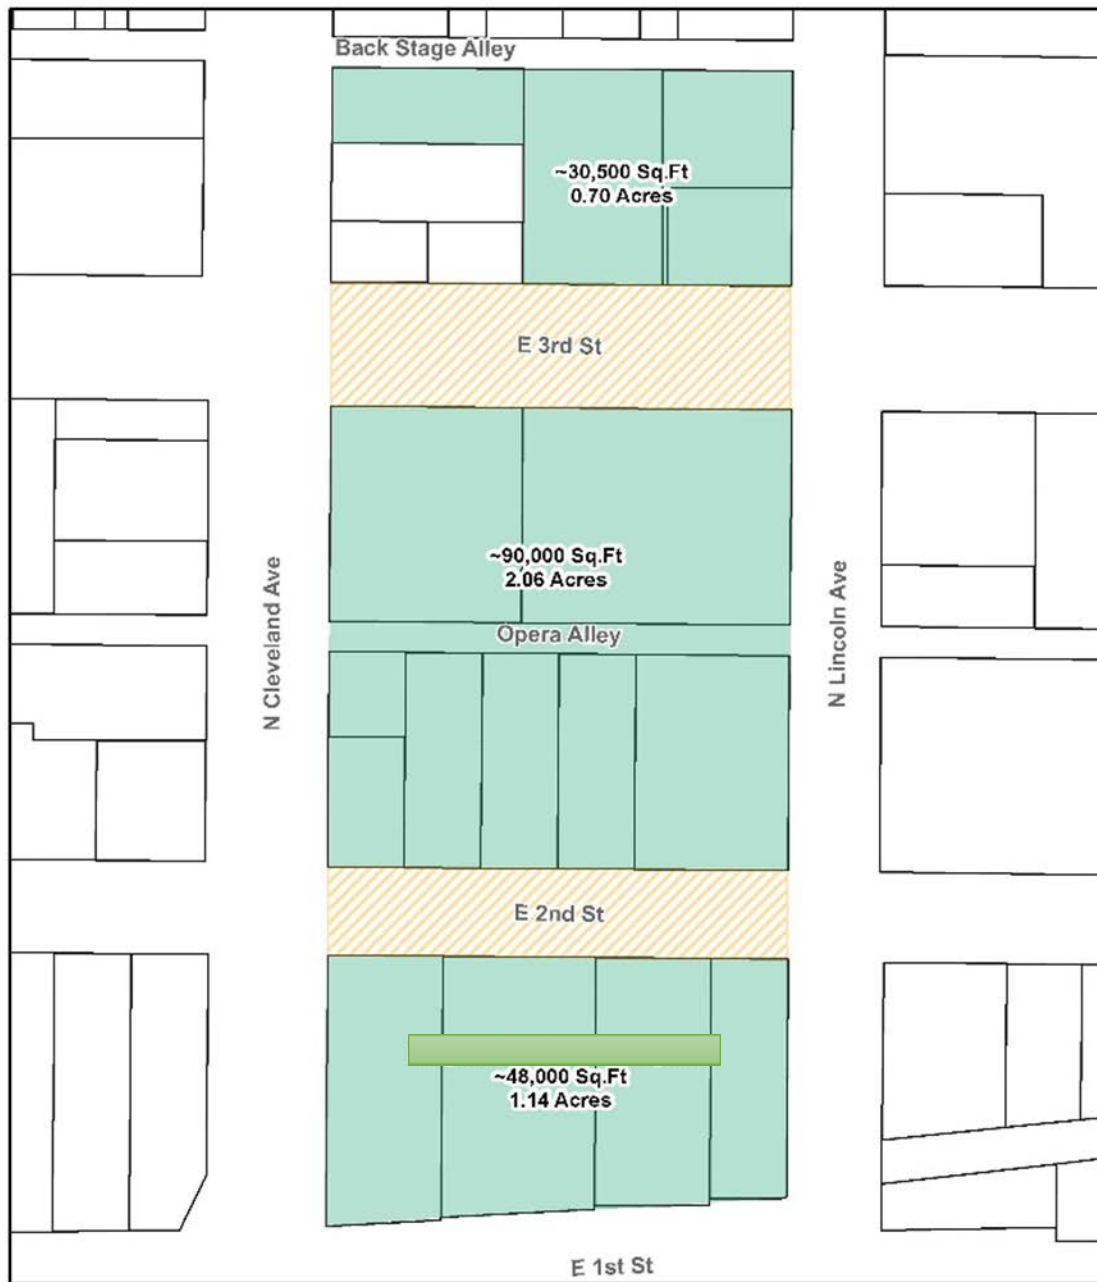 Back Stage Alley
~30,500 Sq.Ft
0.70 Acres
E 3rd St
~90,000 Sq.Ft
2.06 Acres
N Cleveland Ave
N Lincoln Ave
Opera Alley
E 2nd St
~48,000 Sq.Ft
1.14 Acres
E 1st St